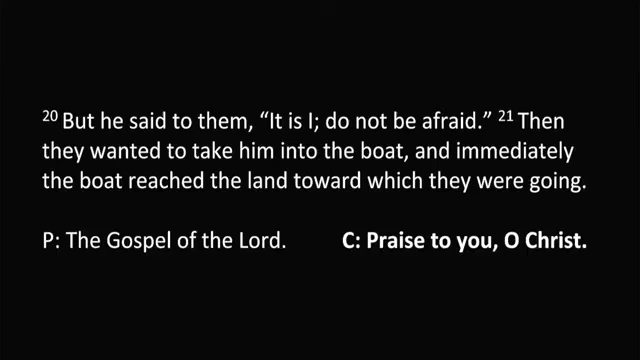 20 But he said to them, “It is I; do not be afraid.” 21 Then
they wanted to take him into the boat, and immediately
the boat reached the land toward which they were going.
P: The Gospel of the Lord. C: Praise to you, O Christ.